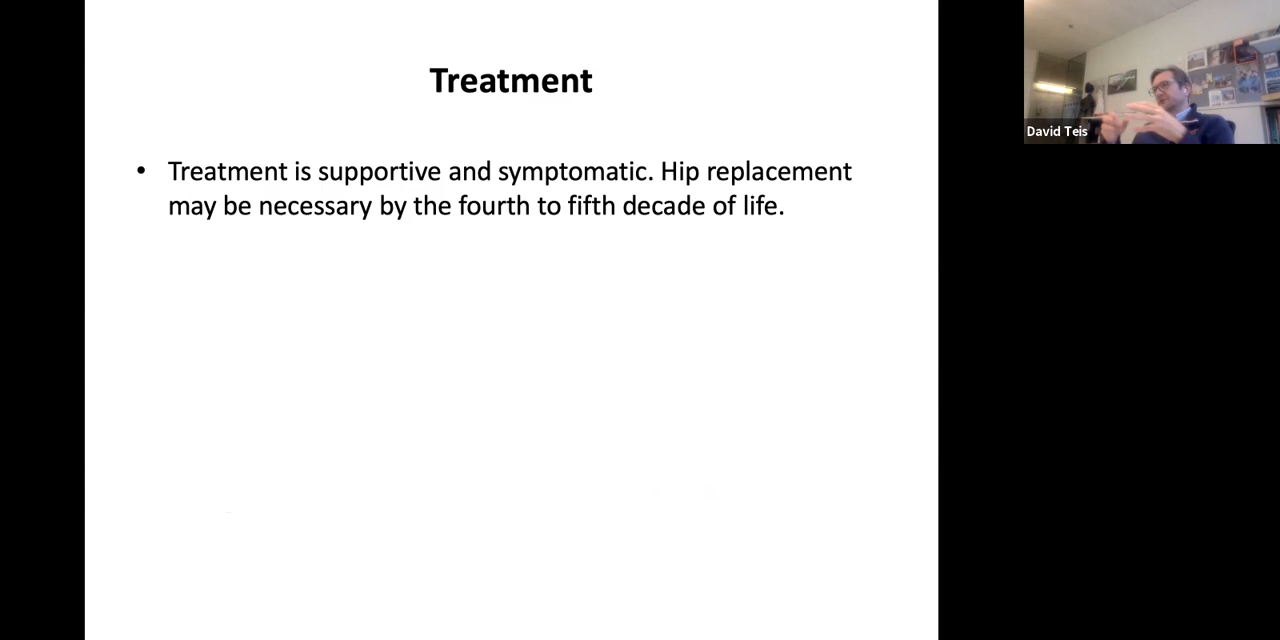 Treatment
• Treatment is supportive and symptomatic. Hip replacement
may be necessary by the fourth to fifth decade of life.
David Teis